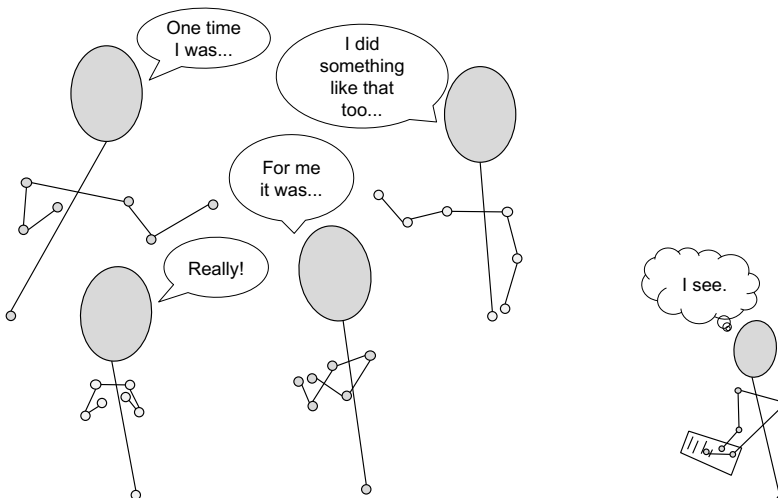 One time
I was...
I did
something
like that
too...
For me
it was...
Really!
I see.